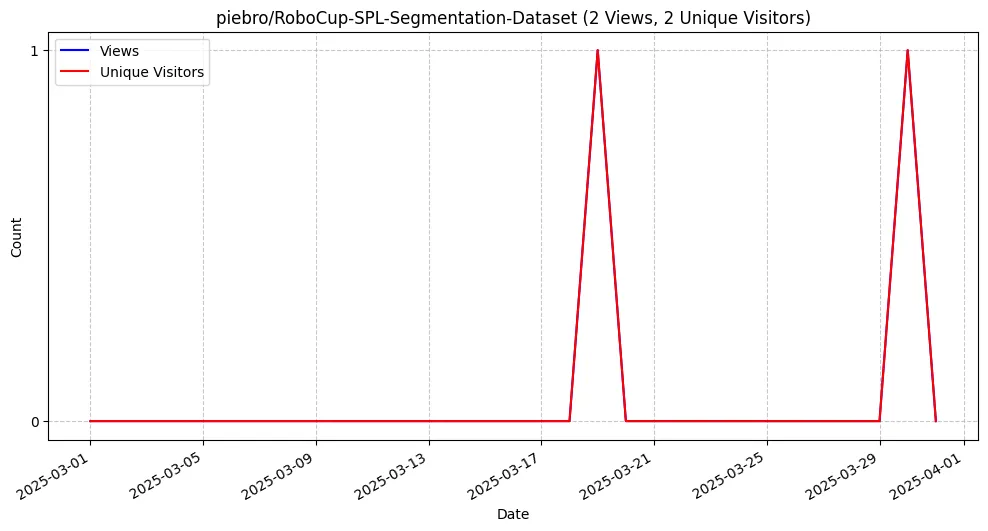 piebro/RoboCup-SPL-Segmentation-Dataset (2 Views, 2 Unique Visitors)
Views
Unique Visitors
1
0
Count
2025-03-01
2025-03-05
2025-03-09
2025-03-13
2025-03-17
2025-03-21
2025-03-25
2025-03-29
2025-04-01
Date